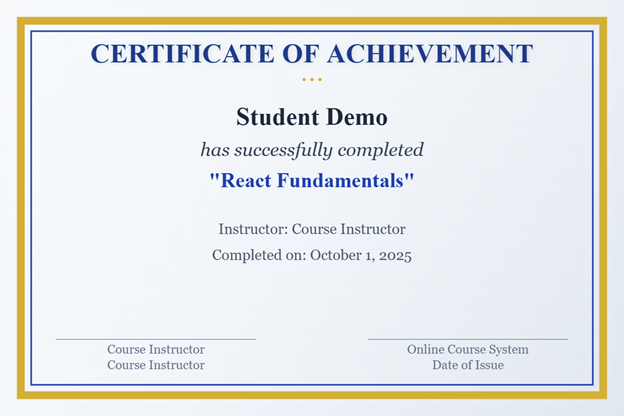 CERTIFICATE OF ACHIEVEMENT
Student Demo
has successfully completed
"React Fundamentals"
Instructor: Course Instructor
Completed on: October 1, 2025
Course Instructor
Course Instructor
Online Course System
Date of Issue